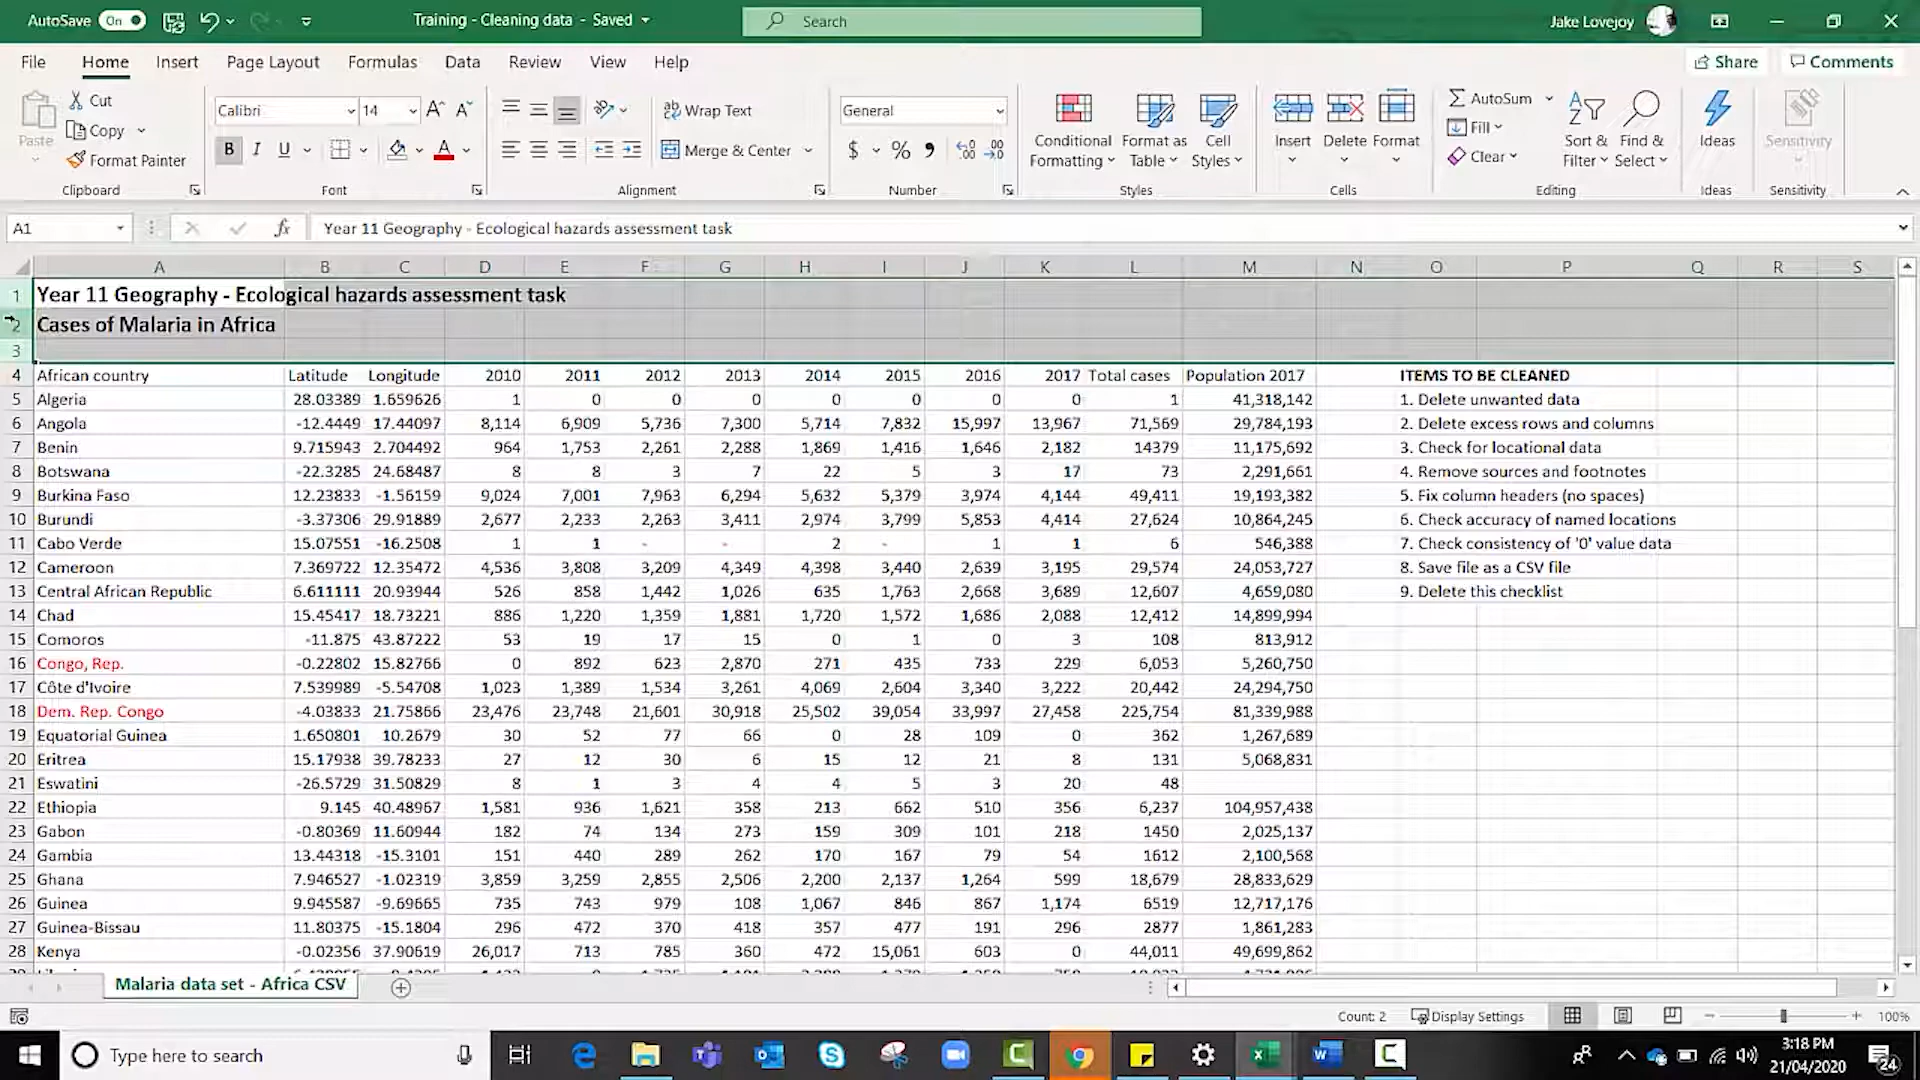 AutoSave On Training - Cleaning data - Saved Search Jake Lovejoy
File Home Insert Page Layout Formulas Data Review View Help Share Comments
Paste Cut Copy Format Painter Clipboard
Calibri 14 B I U A Font
Wrap Text Merge & Center Alignment
General $ % Number
Conditional Formatting Format as Table Cell Styles Styles
Insert Delete Format Cells
AutoSum Fill Clear Sort & Filter Find & Select Editing
Ideas Ideas
Sensitivity Sensitivity
A1 fx Year 11 Geography - Ecological hazards assessment task
A B C D E F G H I J K L M N O P Q R S
1 Year 11 Geography - Ecological hazards assessment task
2 Cases of Malaria in Africa
3
4 African country Latitude Longitude 2010 2011 2012 2013 2014 2015 2016 2017 Total cases Population 2017 ITEMS TO BE CLEANED
5 Algeria 28.03389 1.659626 1 0 0 0 0 0 0 0 1 41,318,142 1. Delete unwanted data
6 Angola -12.4449 17.44097 8,114 6,909 5,736 7,300 5,714 7,832 15,997 13,967 71,569 29,784,193 2. Delete excess rows and columns
7 Benin 9.715943 2.704492 964 1,753 2,261 2,288 1,869 1,416 1,646 2,182 14379 11,175,692 3. Check for locational data
8 Botswana -22.3285 24.68487 8 8 3 7 22 5 3 17 73 2,291,661 4. Remove sources and footnotes
9 Burkina Faso 12.23833 -1.56159 9,024 7,001 7,963 6,294 5,632 5,379 3,974 4,144 49,411 19,193,382 5. Fix column headers (no spaces)
10 Burundi -3.37306 29.91889 2,677 2,233 2,263 3,411 2,974 3,799 5,853 4,414 27,624 10,864,245 6. Check accuracy of named locations
11 Cabo Verde 15.07551 -16.2508 1 1 - - 2 - 1 1 6 546,388 7. Check consistency of '0' value data
12 Cameroon 7.369722 12.35472 4,536 3,808 3,209 4,349 4,398 3,440 2,639 3,195 29,574 24,053,727 8. Save file as a CSV file
13 Central African Republic 6.611111 20.93944 526 858 1,442 1,026 635 1,763 2,668 3,689 12,607 4,659,080 9. Delete this checklist
14 Chad 15.45417 18.73221 886 1,220 1,359 1,881 1,720 1,572 1,686 2,088 12,412 14,899,994
15 Comoros -11.875 43.87222 53 19 17 15 0 1 0 3 108 813,912
16 Congo, Rep. -0.22802 15.82766 0 892 623 2,870 271 435 733 229 6,053 5,260,750
17 Côte d'Ivoire 7.539989 -5.54708 1,023 1,389 1,534 3,261 4,069 2,604 3,340 3,222 20,442 24,294,750
18 Dem. Rep. Congo -4.03833 21.75866 23,476 23,748 21,601 30,918 25,502 39,054 33,997 27,458 225,754 81,339,988
19 Equatorial Guinea 1.650801 10.2679 30 52 77 66 0 28 109 0 362 1,267,689
20 Eritrea 15.17938 39.78233 27 12 30 6 15 12 21 8 131 5,068,831
21 Eswatini -26.5729 31.50829 8 1 3 4 4 5 3 20 48
22 Ethiopia 9.145 40.48967 1,581 936 1,621 358 213 662 510 356 6,237 104,957,438
23 Gabon -0.80369 11.60944 182 74 134 273 159 309 101 218 1450 2,025,137
24 Gambia 13.44318 -15.3101 151 440 289 262 170 167 79 54 1612 2,100,568
25 Ghana 7.946527 -1.02319 3,859 3,259 2,855 2,506 2,200 2,137 1,264 599 18,679 28,833,629
26 Guinea 9.945587 -9.69665 735 743 979 108 1,067 846 867 1,174 6519 12,717,176
27 Guinea-Bissau 11.80375 -15.1804 296 472 370 418 357 477 191 296 2877 1,861,283
28 Kenya -0.02356 37.90619 26,017 713 785 360 472 15,061 603 0 44,011 49,699,862
Malaria data set - Africa CSV
Count: 2 Display Settings 100%
Type here to search 3:18 PM
21/04/2020 24